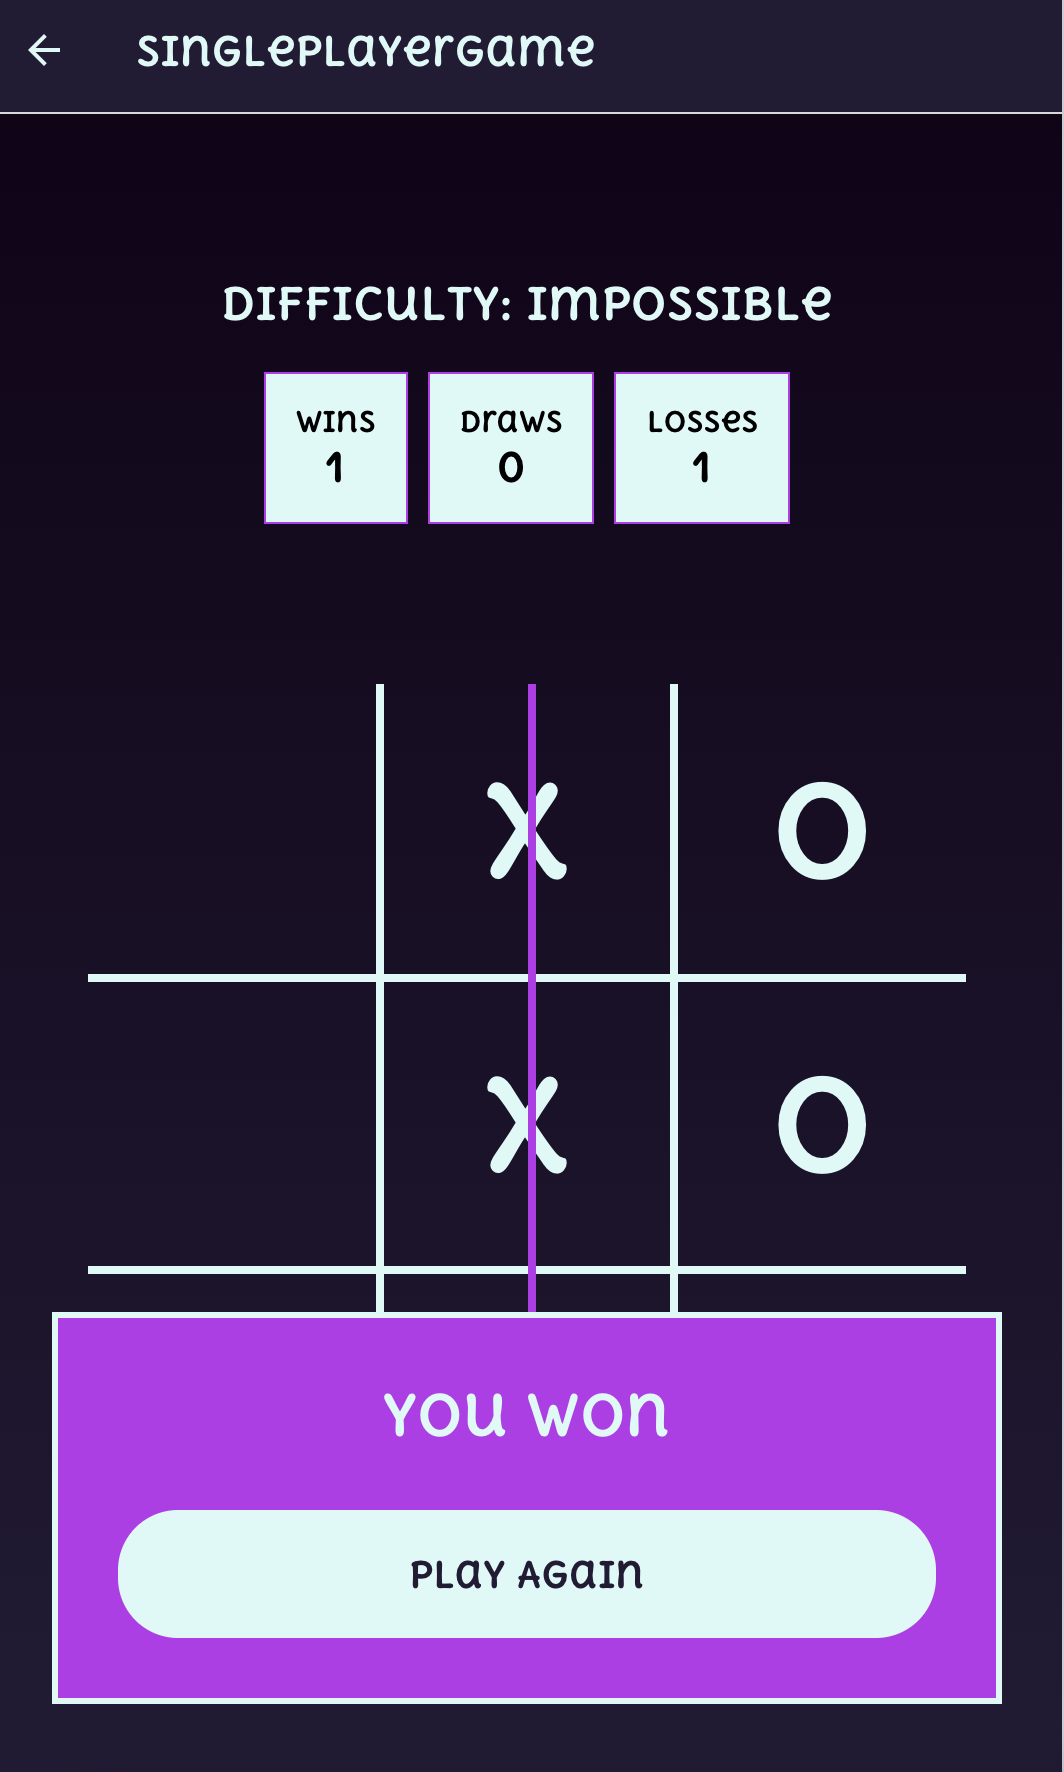 SinglePlayerGame
Difficulty: Impossible
Wins Draws Losses
1 0 1
X O
X O
You Won
Play Again